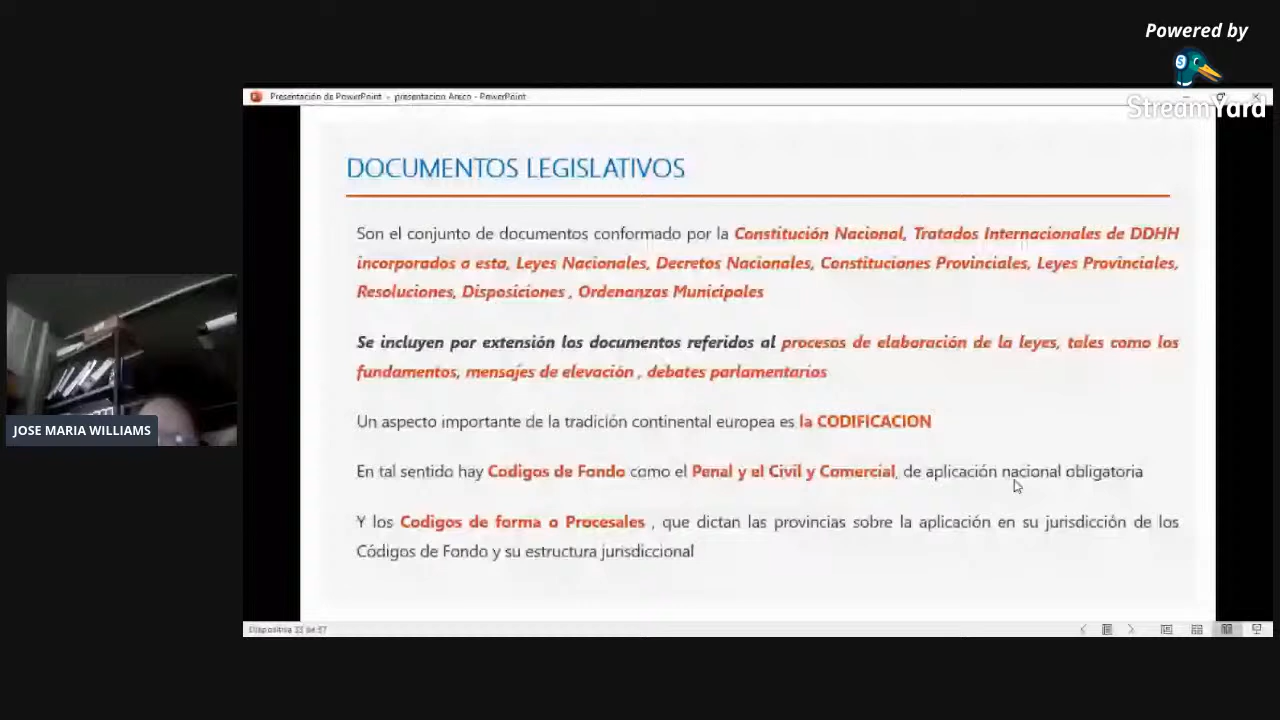 Powered by
StreamYard
Presentación de PowerPoint - presentacion Areco - PowerPoint
DOCUMENTOS LEGISLATIVOS
Son el conjunto de documentos conformado por la Constitución Nacional, Tratados Internacionales de DDHH
incorporados a esta, Leyes Nacionales, Decretos Nacionales, Constituciones Provinciales, Leyes Provinciales,
Resoluciones, Disposiciones , Ordenanzas Municipales
Se incluyen por extensión los documentos referidos al procesos de elaboración de la leyes, tales como los
fundamentos, mensajes de elevación , debates parlamentarios
Un aspecto importante de la tradición continental europea es la CODIFICACION
En tal sentido hay Codigos de Fondo como el Penal y el Civil y Comercial, de aplicación nacional obligatoria
Y los Codigos de forma o Procesales , que dictan las provincias sobre la aplicación en su jurisdicción de los
Códigos de Fondo y su estructura jurisdiccional
JOSE MARIA WILLIAMS